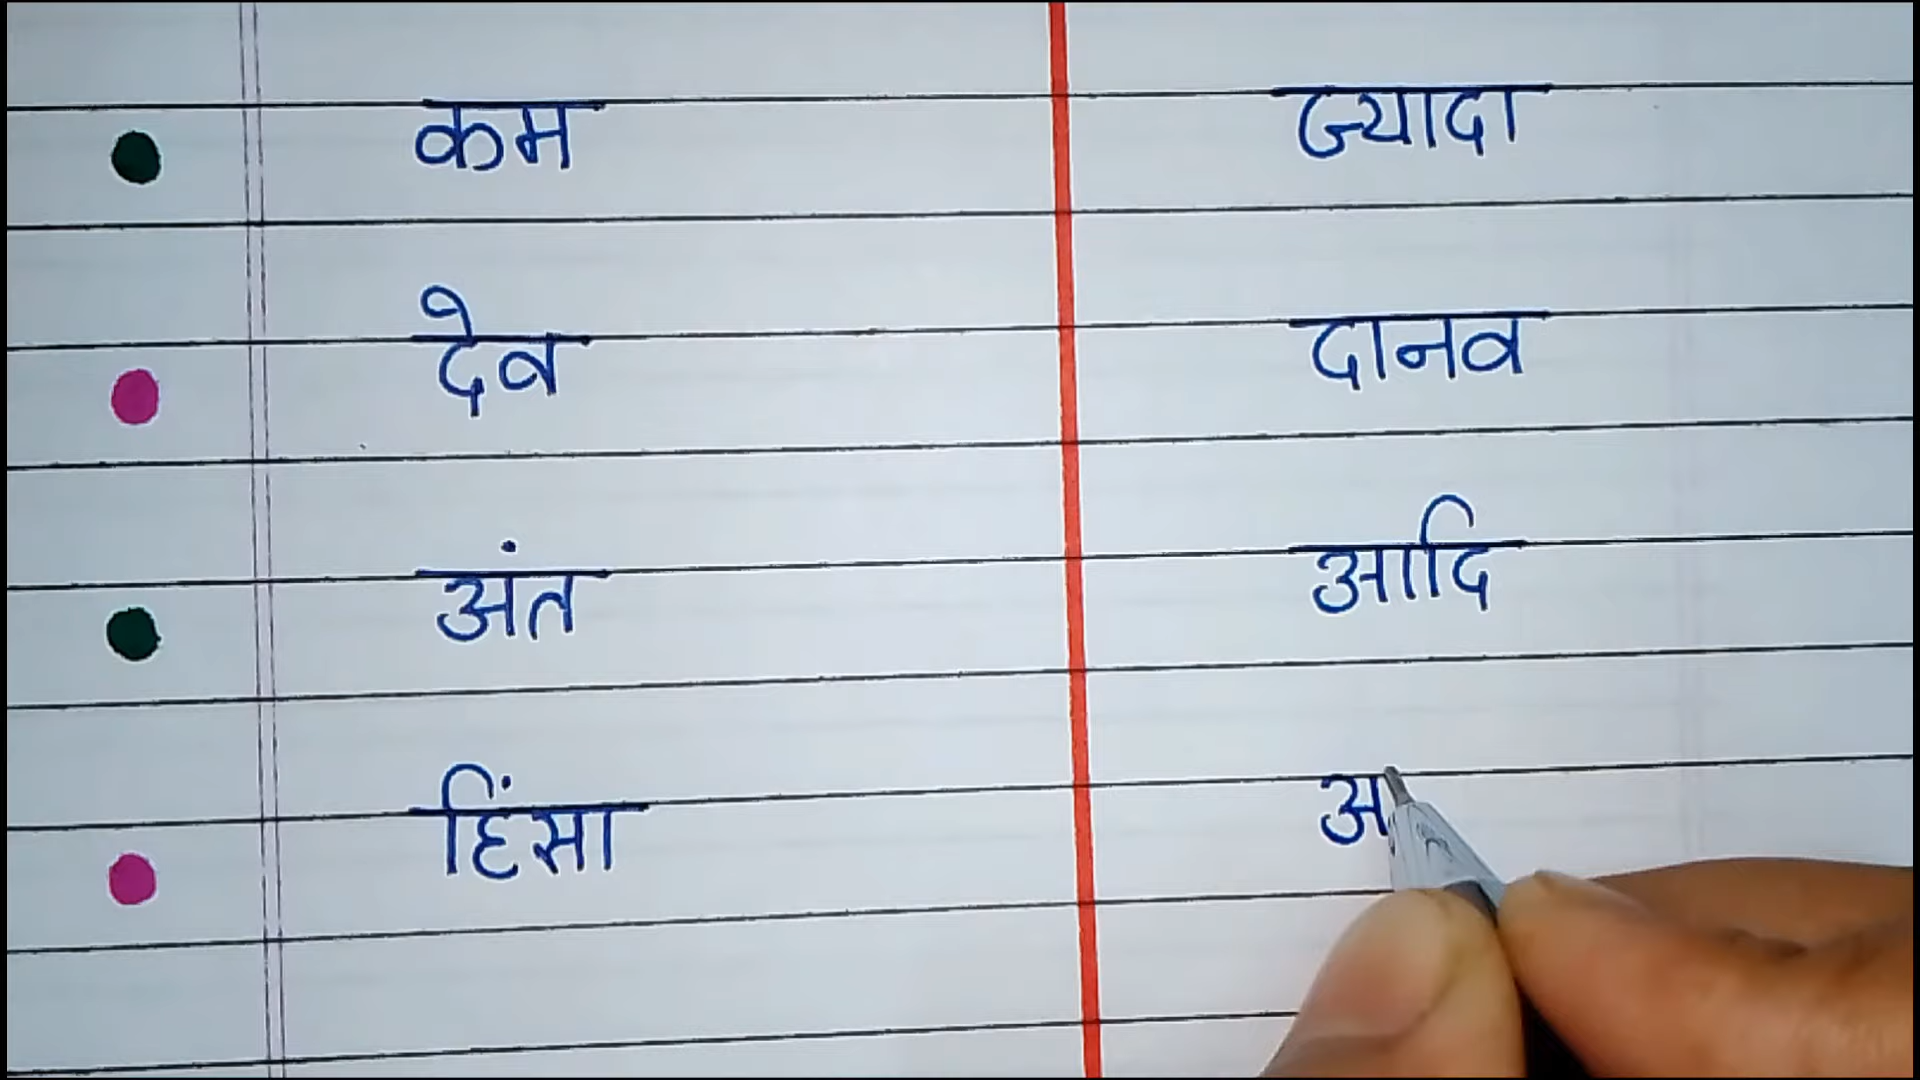 कम ज्यादा
देव दानव
अंत आदि
हिंसा अ